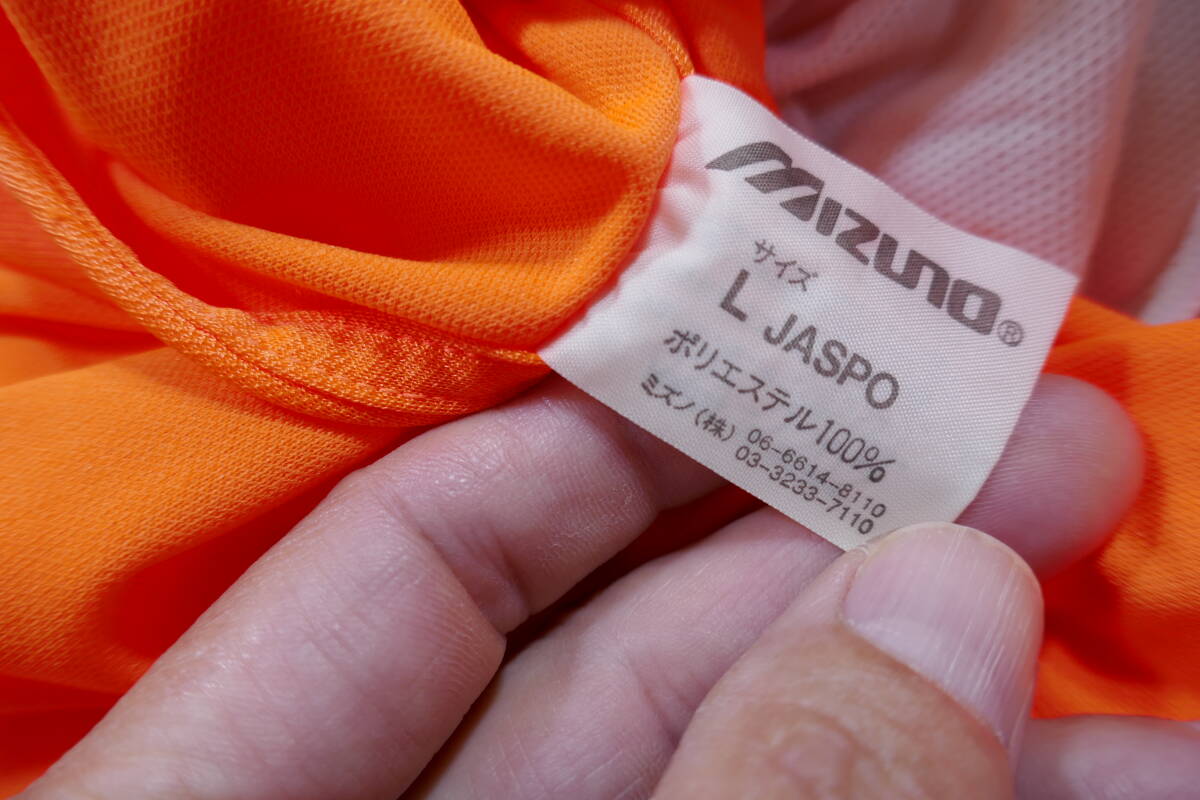 MIZUNO®
サイズ
L JASPO
ポリエステル100%
ミズノ(株) 06-6614-8110
03-3233-7110